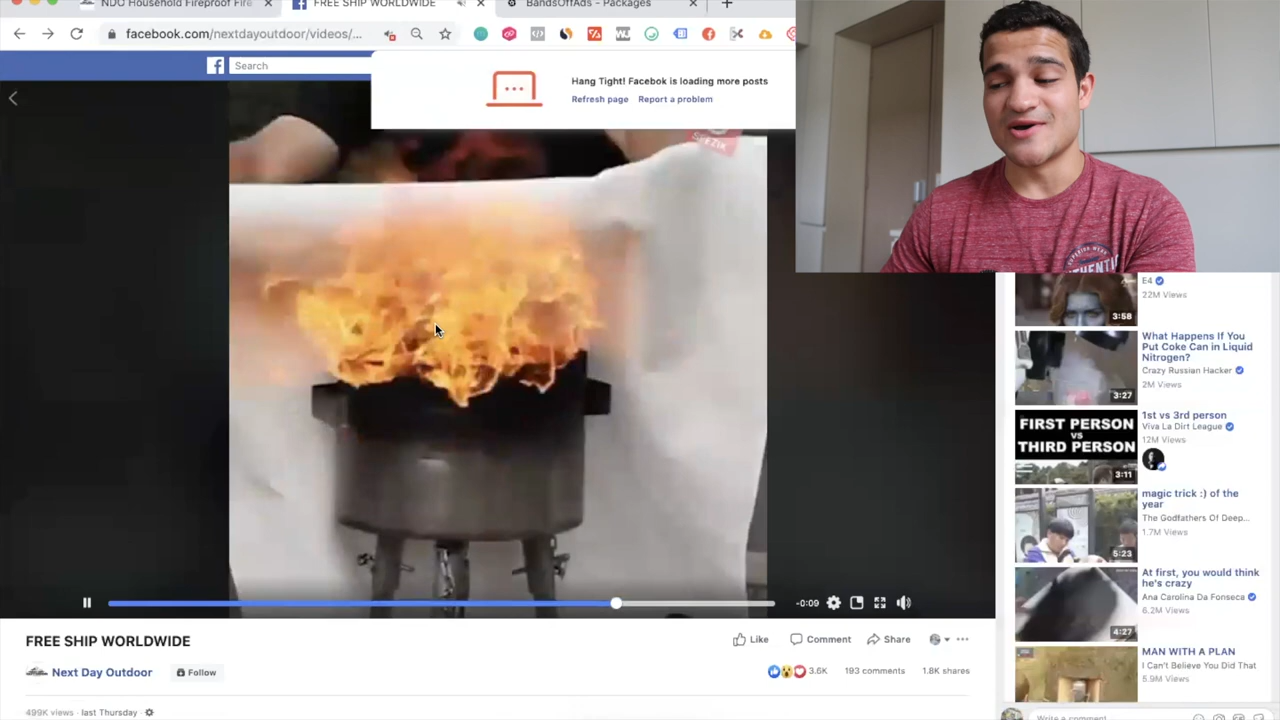 NDO Household Fireproof Fire
FREE SHIP WORLDWIDE
BandsOffAds - Packages
facebook.com/nextdayoutdoor/videos/...
Search
Hang Tight! Facebok is loading more posts
Refresh page Report a problem
AUTHENTIC
E4
22M Views
3:58
What Happens If You
Put Coke Can in Liquid
Nitrogen?
Crazy Russian Hacker
2M Views
3:27
FIRST PERSON
VS
THIRD PERSON
3:11
1st vs 3rd person
Viva La Dirt League
12M Views
magic trick :) of the
year
The Godfathers Of Deep...
1.7M Views
5:23
At first, you would think
he's crazy
Ana Carolina Da Fonseca
6.2M Views
4:27
MAN WITH A PLAN
I Can't Believe You Did That
5.9M Views
-0:09
FREE SHIP WORLDWIDE
Like Comment Share
Next Day Outdoor Follow
3.6K 193 comments 1.8K shares
499K views · last Thursday ·
Write a comment